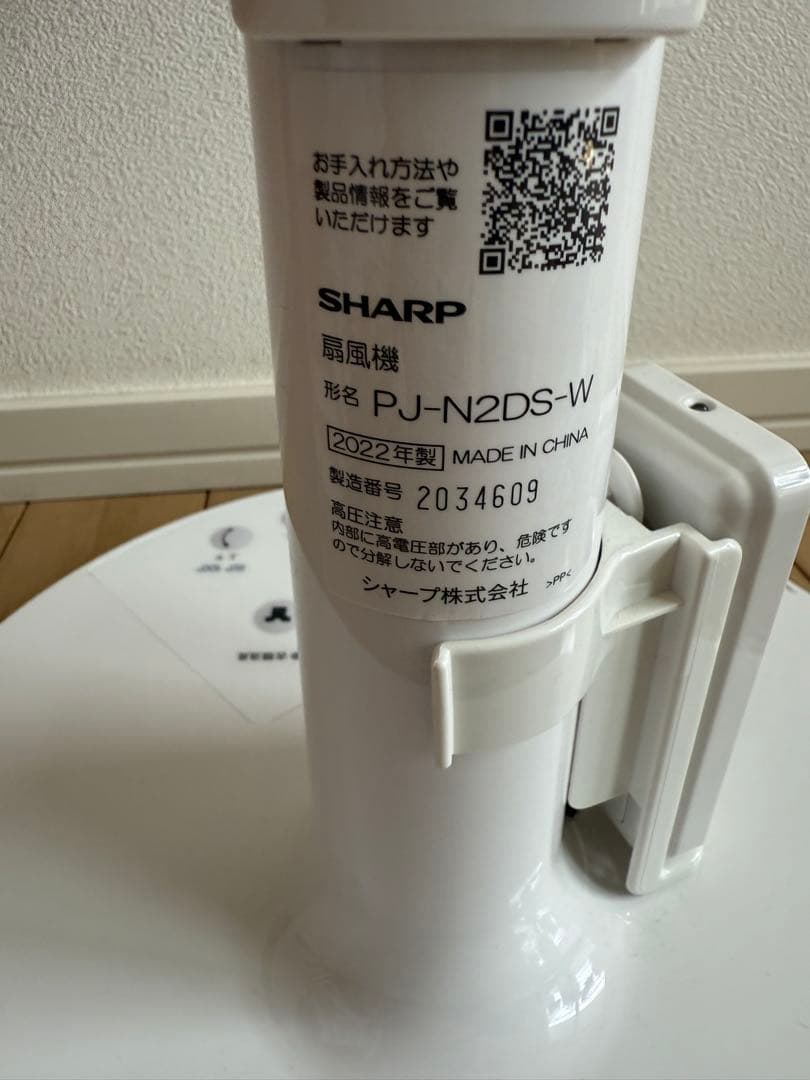 お手入れ方法や
製品情報をご覧
いただけます
SHARP
扇風機
形名 PJ-N2DS-W
2022年製 MADE IN CHINA
製造番号 2034609
高圧注意
内部に高電圧部があり、危険です
ので分解しないでください。
シャープ株式会社 >PP<